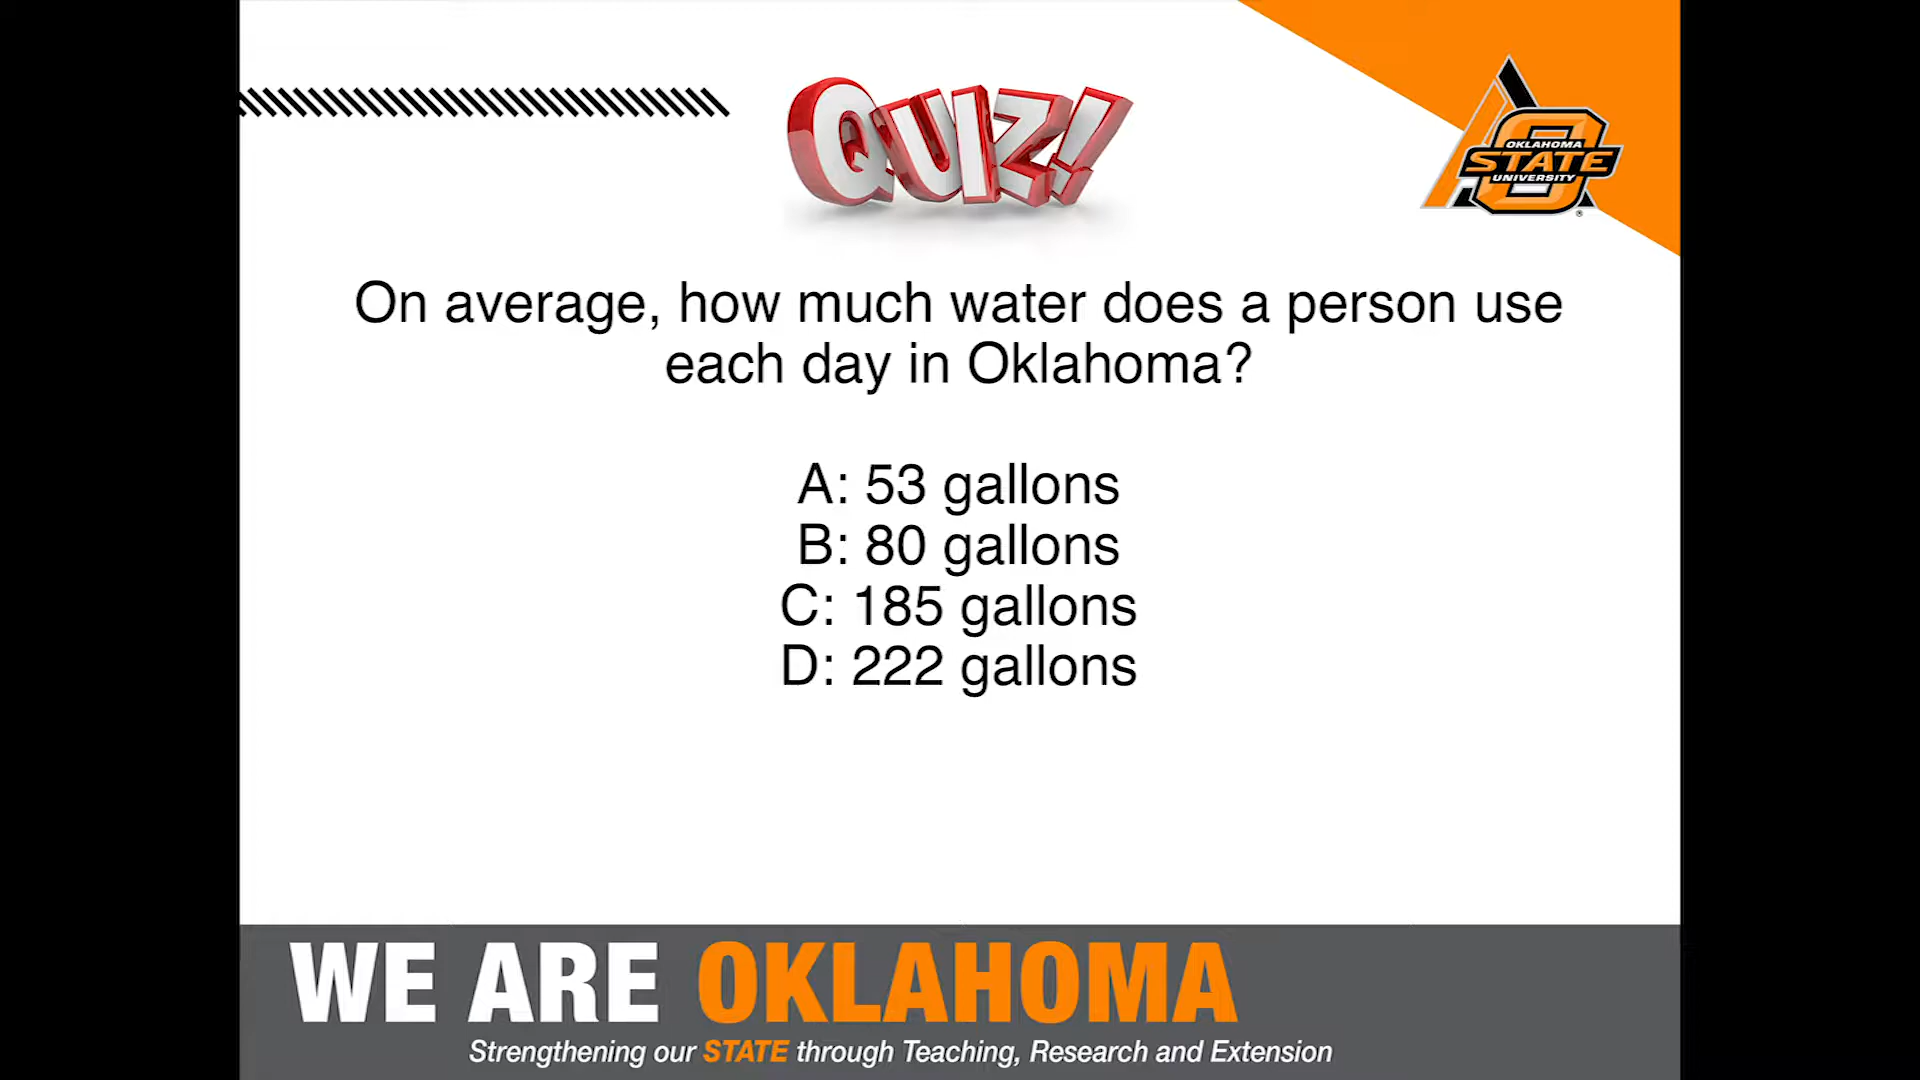 QUIZ!
OKLAHOMA
STATE
UNIVERSITY
®
On average, how much water does a person use
each day in Oklahoma?
A: 53 gallons
B: 80 gallons
C: 185 gallons
D: 222 gallons
WE ARE OKLAHOMA
Strengthening our STATE through Teaching, Research and Extension